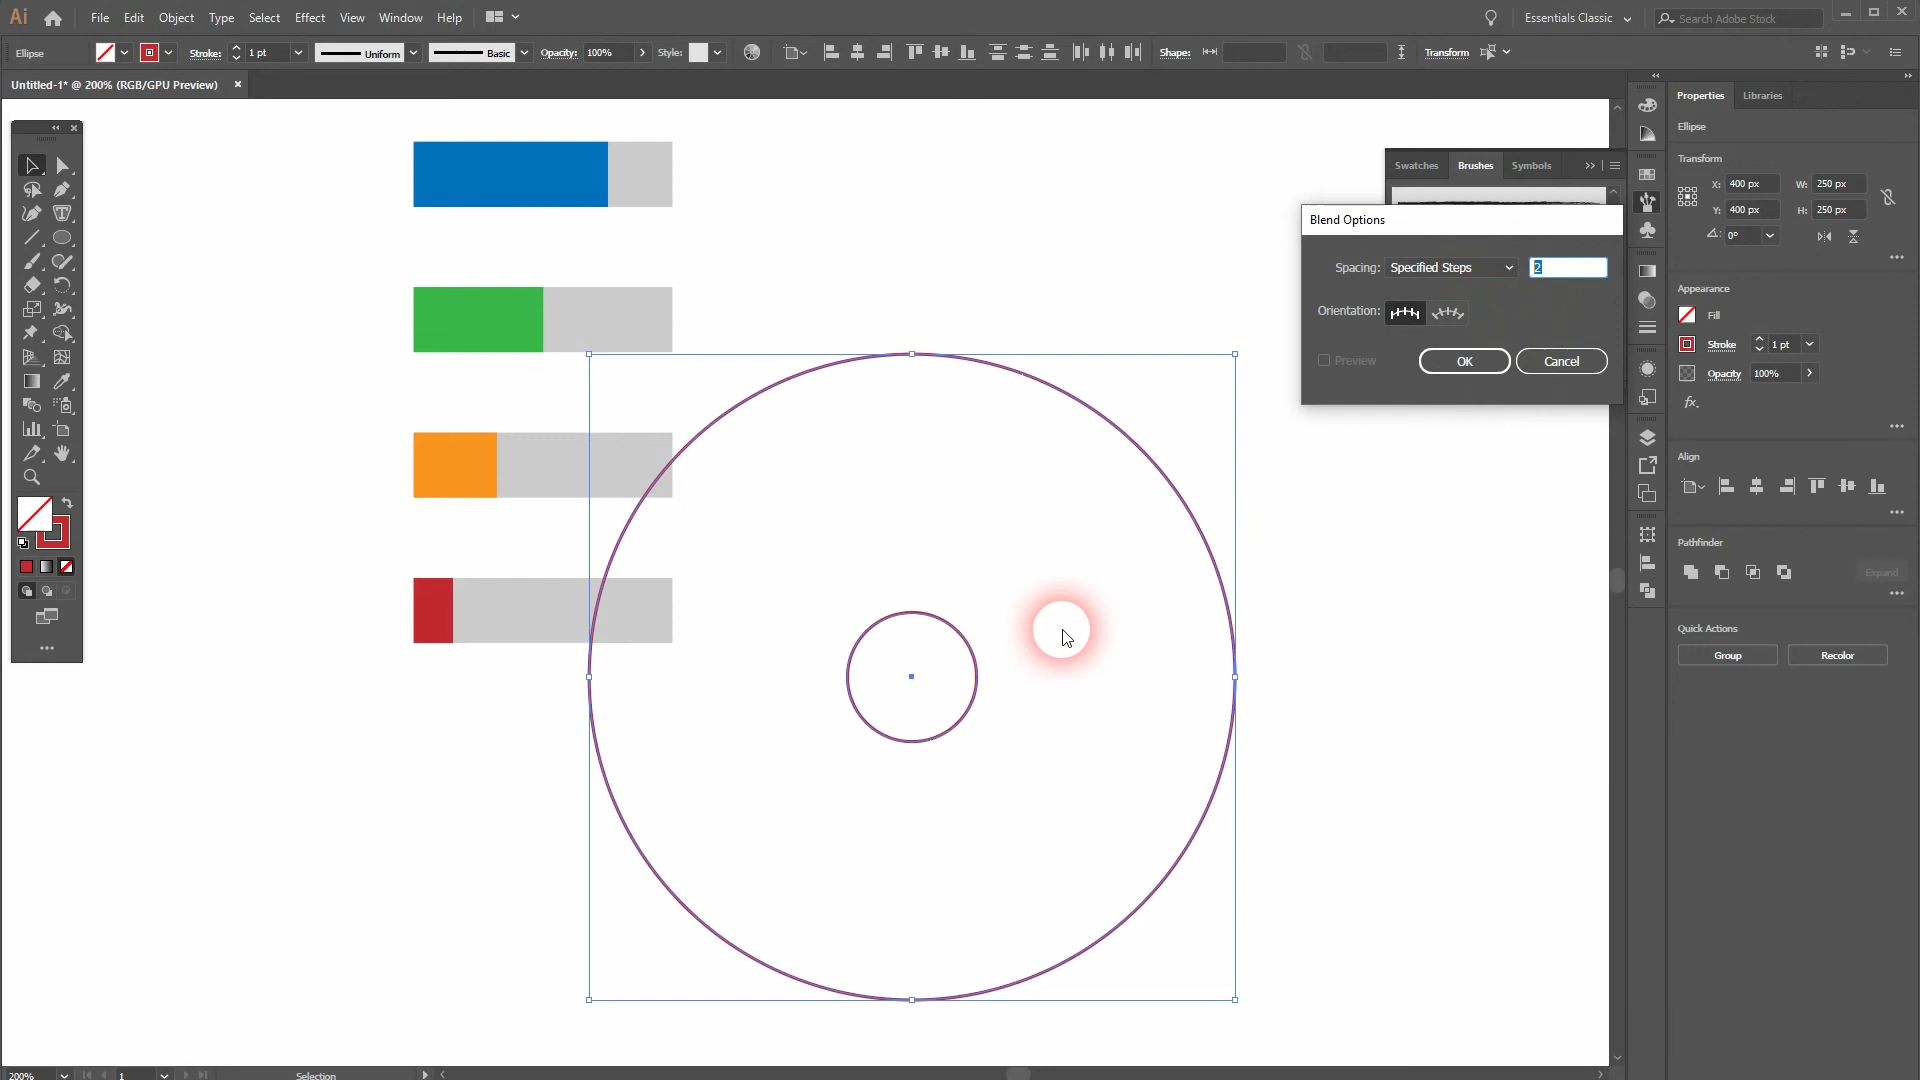 Ai File Edit Object Type Select Effect View Window Help Essentials Classic Search Adobe Stock
Ellipse Stroke: 1 pt Uniform Basic Opacity: 100% Style: Shape: Transform
Untitled-1* @ 200% (RGB/GPU Preview) ×
Properties Libraries
Ellipse
Transform
X: 400 px W: 250 px
Y: 400 px H: 250 px
0°
Appearance
Fill
Stroke 1 pt
Opacity 100%
fx.
Align
Pathfinder
Expand
Quick Actions
Group Recolor
Swatches Brushes Symbols
Blend Options
Spacing: Specified Steps 2
Orientation:
Preview OK Cancel
200% 1 Selection